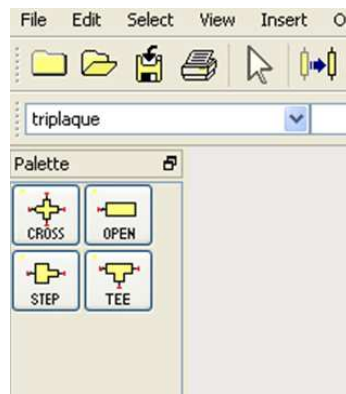 File Edit Select View Insert O
triplaque
Palette
CROSS OPEN
STEP TEE